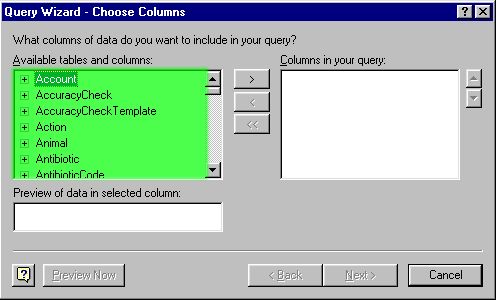 Query Wizard - Choose Columns
What columns of data do you want to include in your query?
Available tables and columns:
Columns in your query:
Account
AccuracyCheck
AccuracyCheckTemplate
Action
Animal
Antibiotic
AntibioticCode
>
<
<<
Preview of data in selected column:
Preview Now
< Back
Next >
Cancel